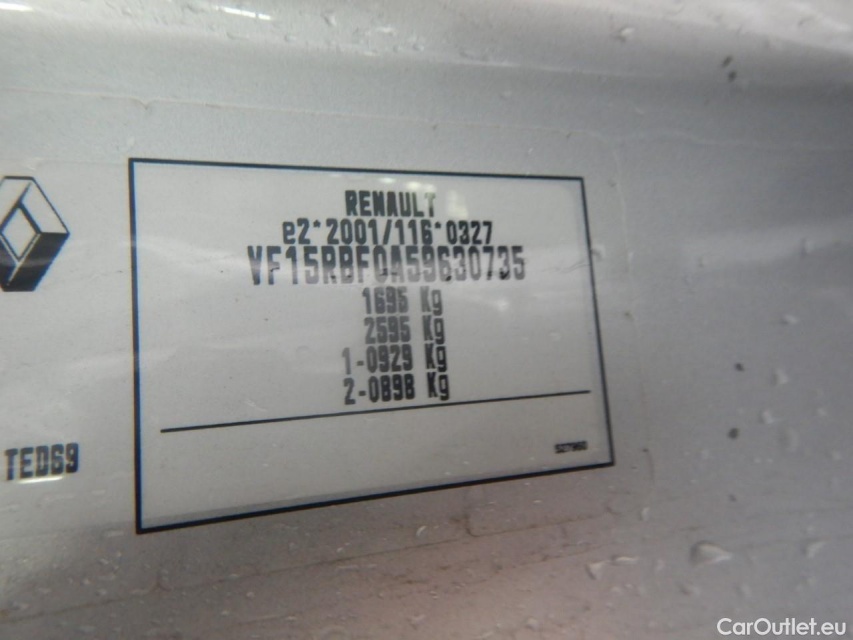 RENAULT
e2*2001/116*0327
VF15RBF0A59630735
1695 Kg
2595 Kg
1-0929 Kg
2-0898 Kg
TED69
CarOutlet.eu